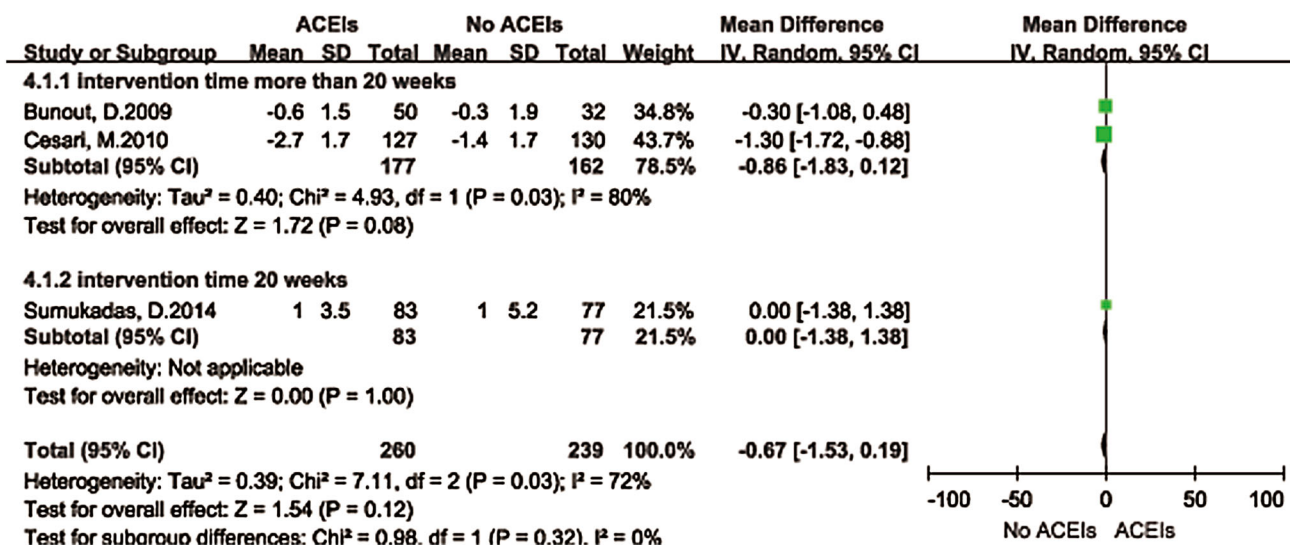 ACEIs No ACEIs Mean Difference Mean Difference
Study or Subgroup Mean SD Total Mean SD Total Weight IV, Random, 95% CI IV, Random, 95% CI
4.1.1 intervention time more than 20 weeks
Bunout, D.2009 -0.6 1.5 50 -0.3 1.9 32 34.8% -0.30 [-1.08, 0.48]
Cesari, M.2010 -2.7 1.7 127 -1.4 1.7 130 43.7% -1.30 [-1.72, -0.88]
Subtotal (95% CI) 177 162 78.5% -0.86 [-1.83, 0.12]
Heterogeneity: Tau² = 0.40; Chi² = 4.93, df = 1 (P = 0.03); I² = 80%
Test for overall effect: Z = 1.72 (P = 0.08)
4.1.2 intervention time 20 weeks
Sumukadas, D.2014 1 3.5 83 1 5.2 77 21.5% 0.00 [-1.38, 1.38]
Subtotal (95% CI) 83 77 21.5% 0.00 [-1.38, 1.38]
Heterogeneity: Not applicable
Test for overall effect: Z = 0.00 (P = 1.00)
Total (95% CI) 260 239 100.0% -0.67 [-1.53, 0.19]
Heterogeneity: Tau² = 0.39; Chi² = 7.11, df = 2 (P = 0.03); I² = 72%
Test for overall effect: Z = 1.54 (P = 0.12)
Test for subgroup differences: Chi² = 0.98, df = 1 (P = 0.32), I² = 0%
-100 -50 0 50 100
No ACEIs ACEIs